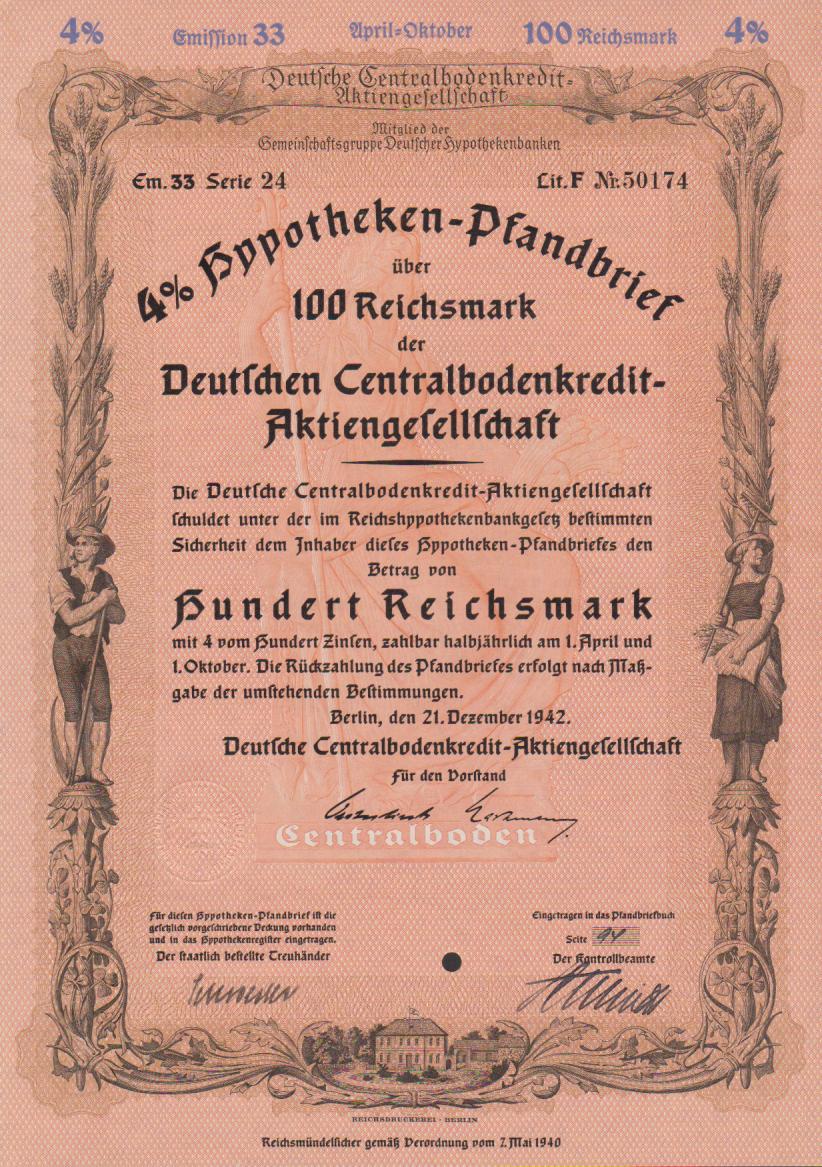 4% Emission 33 April-Oktober 100 Reichsmark 4%
Deutsche Centralbodenkredit-
Aktiengesellschaft
Mitglied der
Gemeinschaftsgruppe Deutscher Hypothekenbanken
Em. 33 Serie 24 Lit. F Nr. 50174
4% Hypotheken-Pfandbrief
über
100 Reichsmark
der
Deutschen Centralbodenkredit-
Aktiengesellschaft
Die Deutsche Centralbodenkredit-Aktiengesellschaft
schuldet unter der im Reichshypothekenbankgesetz bestimmten
Sicherheit dem Inhaber dieses Hypotheken-Pfandbriefes den
Betrag von
Hundert Reichsmark
mit 4 vom Hundert Zinsen, zahlbar halbjährlich am 1. April und
1. Oktober. Die Rückzahlung des Pfandbriefes erfolgt nach Maß-
gabe der umstehenden Bestimmungen.
Berlin, den 21. Dezember 1942.
Deutsche Centralbodenkredit-Aktiengesellschaft
Für den Vorstand
Centralboden
Für diesen Hypotheken-Pfandbrief ist die
gesetzlich vorgeschriebene Deckung vorhanden
und in das Hypothekenregister eingetragen.
Der staatlich bestellte Treuhänder
Eingetragen in das Pfandbriefbuch
Seite 94
Der Kontrollbeamte
REICHSDRUCKEREI · BERLIN
Reichsmündelsicher gemäß Verordnung vom 7. Mai 1940